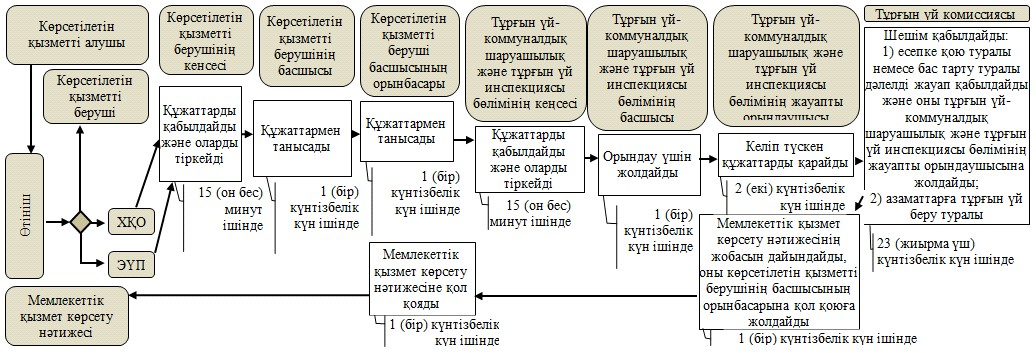 Көрсетілетін
қызметті алушы
Көрсетілетін
қызметті
берушінің
кенсесі
Көрсетілетін
қызметті
берушінің
басшысы
Көрсетілетін
қызметті
беруші
басшысының
орынбасары
Тұрғын үй-
коммуналдық
шаруашылық
және тұрғын үй
инспекциясы
бөлімінің кеңсесі
Тұрғын үй-
коммуналдық
шаруашылық
және тұрғын үй
инспекциясы
бөлімінің
басшысы
Тұрғын үй-
коммуналдық
шаруашылық және
тұрғын үй
инспекциясы
бөлімінің жауапты
орындаушысы
Тұрғын үй комиссиясы
Көрсетілетін
қызметті
беруші
Өтініш
ХҚО
ЭҮП
Құжаттарды
қабылдайды
және оларды
тіркейді
15 (он бес)
минут
ішінде
Құжаттармен
танысады
1 (бір)
күнтізбелік
күн ішінде
Құжаттармен
танысады
1 (бір)
күнтізбелік
күн ішінде
Құжаттарды
қабылдайды
және оларды
тіркейді
15 (он бес)
минут ішінде
Орындау үшін
жолдайды
1 (бір)
күнтізбелік
күн ішінде
Келіп түскен
құжаттарды қарайды
2 (екі) күнтізбелік
күн ішінде
Шешім қабылдайды:
1) есепке қою туралы
немесе бас тарту туралы
дәлелді жауап қабылдайды
және оны тұрғын үй-
коммуналдық
шаруашылық және тұрғын
үй инспекциясы бөлімінің
жауапты орындаушысына
жолдайды;
2) азаматтарға тұрғын үй
беру туралы
23 (жиырма үш)
күнтізбелік күн ішінде
Мемлекеттік қызмет
көрсету нәтижесінің
жобасын дайындайды,
оны көрсетілетін қызметті
берушінің басшысының
орынбасарына қол қоюға
жолдайды
1 (бір) күнтізбелік күн ішінде
Мемлекеттік
қызмет көрсету
нәтижесіне қол
қояды
1 (бір) күнтізбелік
күн ішінде
Мемлекеттік
қызмет көрсету
нәтижесі